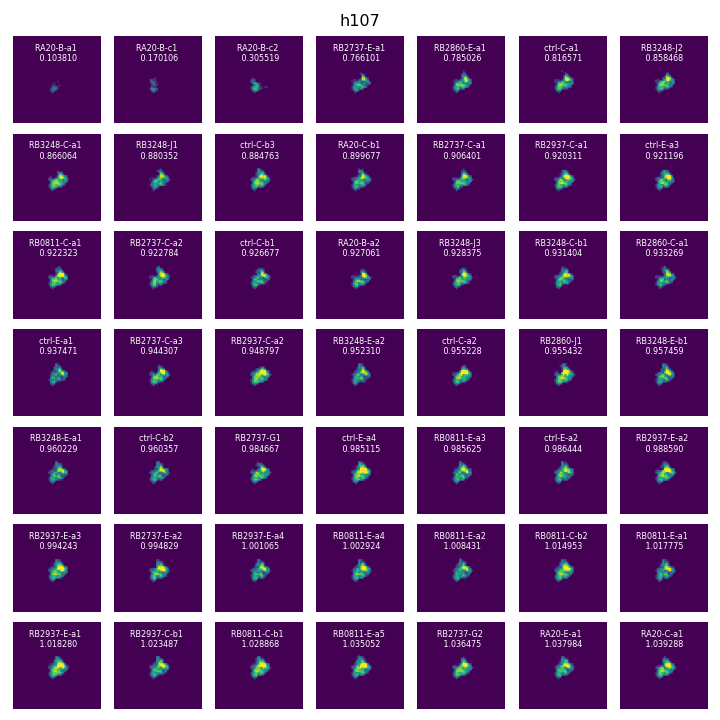 h107
RA20-B-a1
0.103810
RA20-B-c1
0.170106
RA20-B-c2
0.305519
RB2737-E-a1
0.766101
RB2860-E-a1
0.785026
ctrl-C-a1
0.816571
RB3248-J2
0.858468
RB3248-C-a1
0.866064
RB3248-J1
0.880352
ctrl-C-b3
0.884763
RA20-C-b1
0.899677
RB2737-C-a1
0.906401
RB2937-C-a1
0.920311
ctrl-E-a3
0.921196
RB0811-C-a1
0.922323
RB2737-C-a2
0.922784
ctrl-C-b1
0.926677
RA20-B-a2
0.927061
RB3248-J3
0.928375
RB3248-C-b1
0.931404
RB2860-C-a1
0.933269
ctrl-E-a1
0.937471
RB2737-C-a3
0.944307
RB2937-C-a2
0.948797
RB3248-E-a2
0.952310
ctrl-C-a2
0.955228
RB2860-J1
0.955432
RB3248-E-b1
0.957459
RB3248-E-a1
0.960229
ctrl-C-b2
0.960357
RB2737-G1
0.984667
ctrl-E-a4
0.985115
RB0811-E-a3
0.985625
ctrl-E-a2
0.986444
RB2937-E-a2
0.988590
RB2937-E-a3
0.994243
RB2737-E-a2
0.994829
RB2937-E-a4
1.001065
RB0811-E-a4
1.002924
RB0811-E-a2
1.008431
RB0811-C-b2
1.014953
RB0811-E-a1
1.017775
RB2937-E-a1
1.018280
RB2937-C-b1
1.023487
RB0811-C-b1
1.028868
RB0811-E-a5
1.035052
RB2737-G2
1.036475
RA20-E-a1
1.037984
RA20-C-a1
1.039288